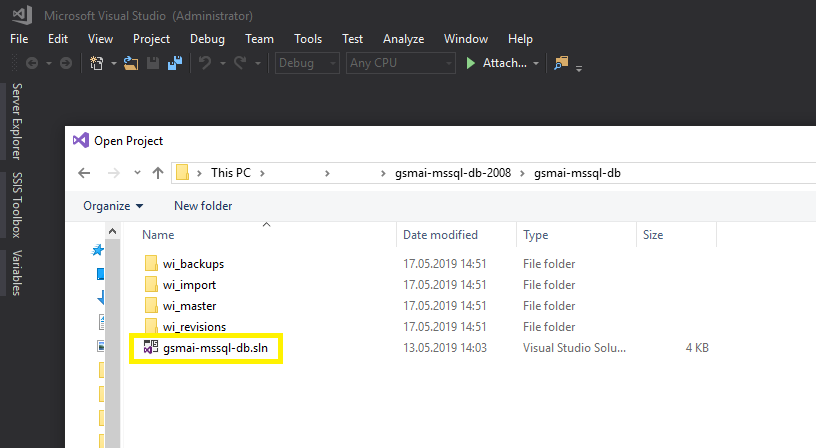 Microsoft Visual Studio (Administrator)
File Edit View Project Debug Team Tools Test Analyze Window Help
Debug Any CPU Attach...
Server Explorer
SSIS Toolbox
Variables
Open Project
This PC gsmai-mssql-db-2008 gsmai-mssql-db
Organize New folder
Name Date modified Type Size
wi_backups 17.05.2019 14:51 File folder
wi_import 17.05.2019 14:51 File folder
wi_master 17.05.2019 14:51 File folder
wi_revisions 17.05.2019 14:51 File folder
gsmai-mssql-db.sln 13.05.2019 14:03 Visual Studio Solu... 4 KB